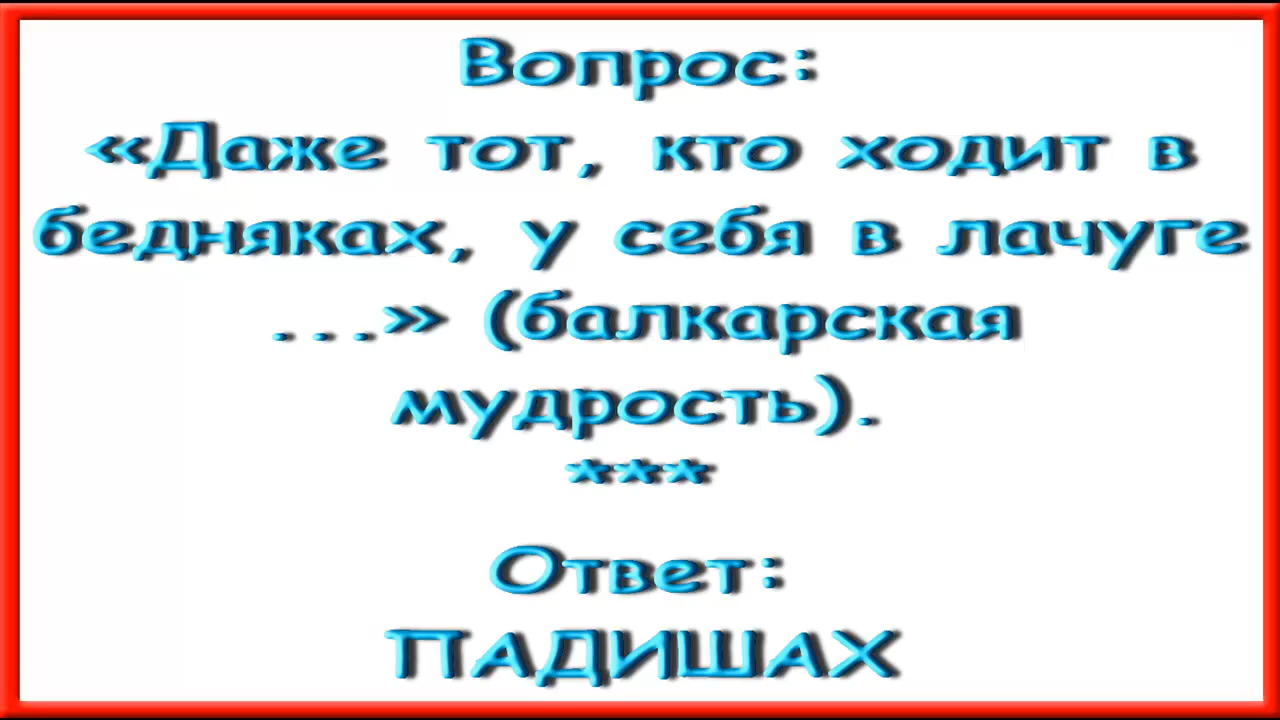 Вопрос:
«Даже тот, кто ходит в
бедняках, у себя в лачуге
...» (балкарская
мудрость).
***
Ответ:
ПАДИШАХ